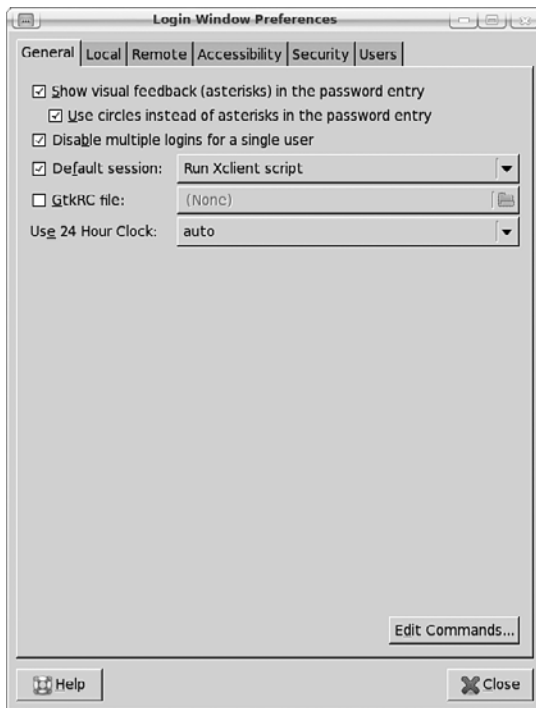 Login Window Preferences
General Local Remote Accessibility Security Users
Show visual feedback (asterisks) in the password entry
Use circles instead of asterisks in the password entry
Disable multiple logins for a single user
Default session: Run Xclient script
GtkRC file: (None)
Use 24 Hour Clock: auto
Edit Commands...
Help Close